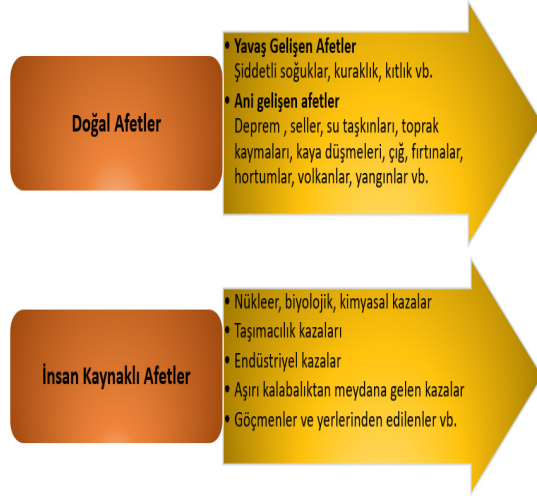 Doğal Afetler
• Yavaş Gelişen Afetler
Şiddetli soğuklar, kuraklık, kıtlık vb.
• Ani gelişen afetler
Deprem , seller, su taşkınları, toprak
kaymaları, kaya düşmeleri, çığ, fırtınalar,
hortumlar, volkanlar, yangınlar vb.
İnsan Kaynaklı Afetler
• Nükleer, biyolojik, kimyasal kazalar
• Taşımacılık kazaları
• Endüstriyel kazalar
• Aşırı kalabalıktan meydana gelen kazalar
• Göçmenler ve yerlerinden edilenler vb.